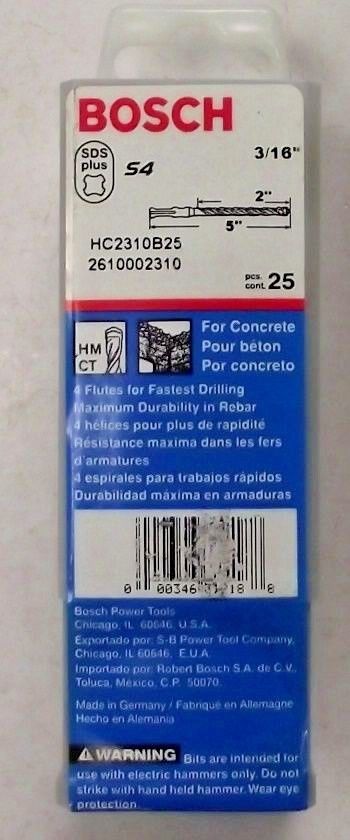 BOSCH
SDS
plus
S4
3/16"
2"
5"
HC2310B25
2610002310
pcs.
cont. 25
HM
CT
For Concrete
Pour béton
Por concreto
4 Flutes for Fastest Drilling
Maximum Durability in Rebar
4 hélices pour plus de rapidité
Résistance maxima dans les fers
d'armatures
4 espirales para trabajos rápidos
Durabilidad máxima en armaduras
0 00346 18 8
Bosch Power Tools
Chicago, IL 60646, U.S.A.
Exportado por: S-B Power Tool Company,
Chicago, IL 60646, E.U.A.
Importado por: Robert Bosch S.A. de C.V.,
Toluca, México, C.P. 50070.
Made in Germany / Fabriqué en Allemagne
Hecho en Alemania
WARNING Bits are intended for
use with electric hammers only. Do not
strike with hand held hammer. Wear eye
protection.